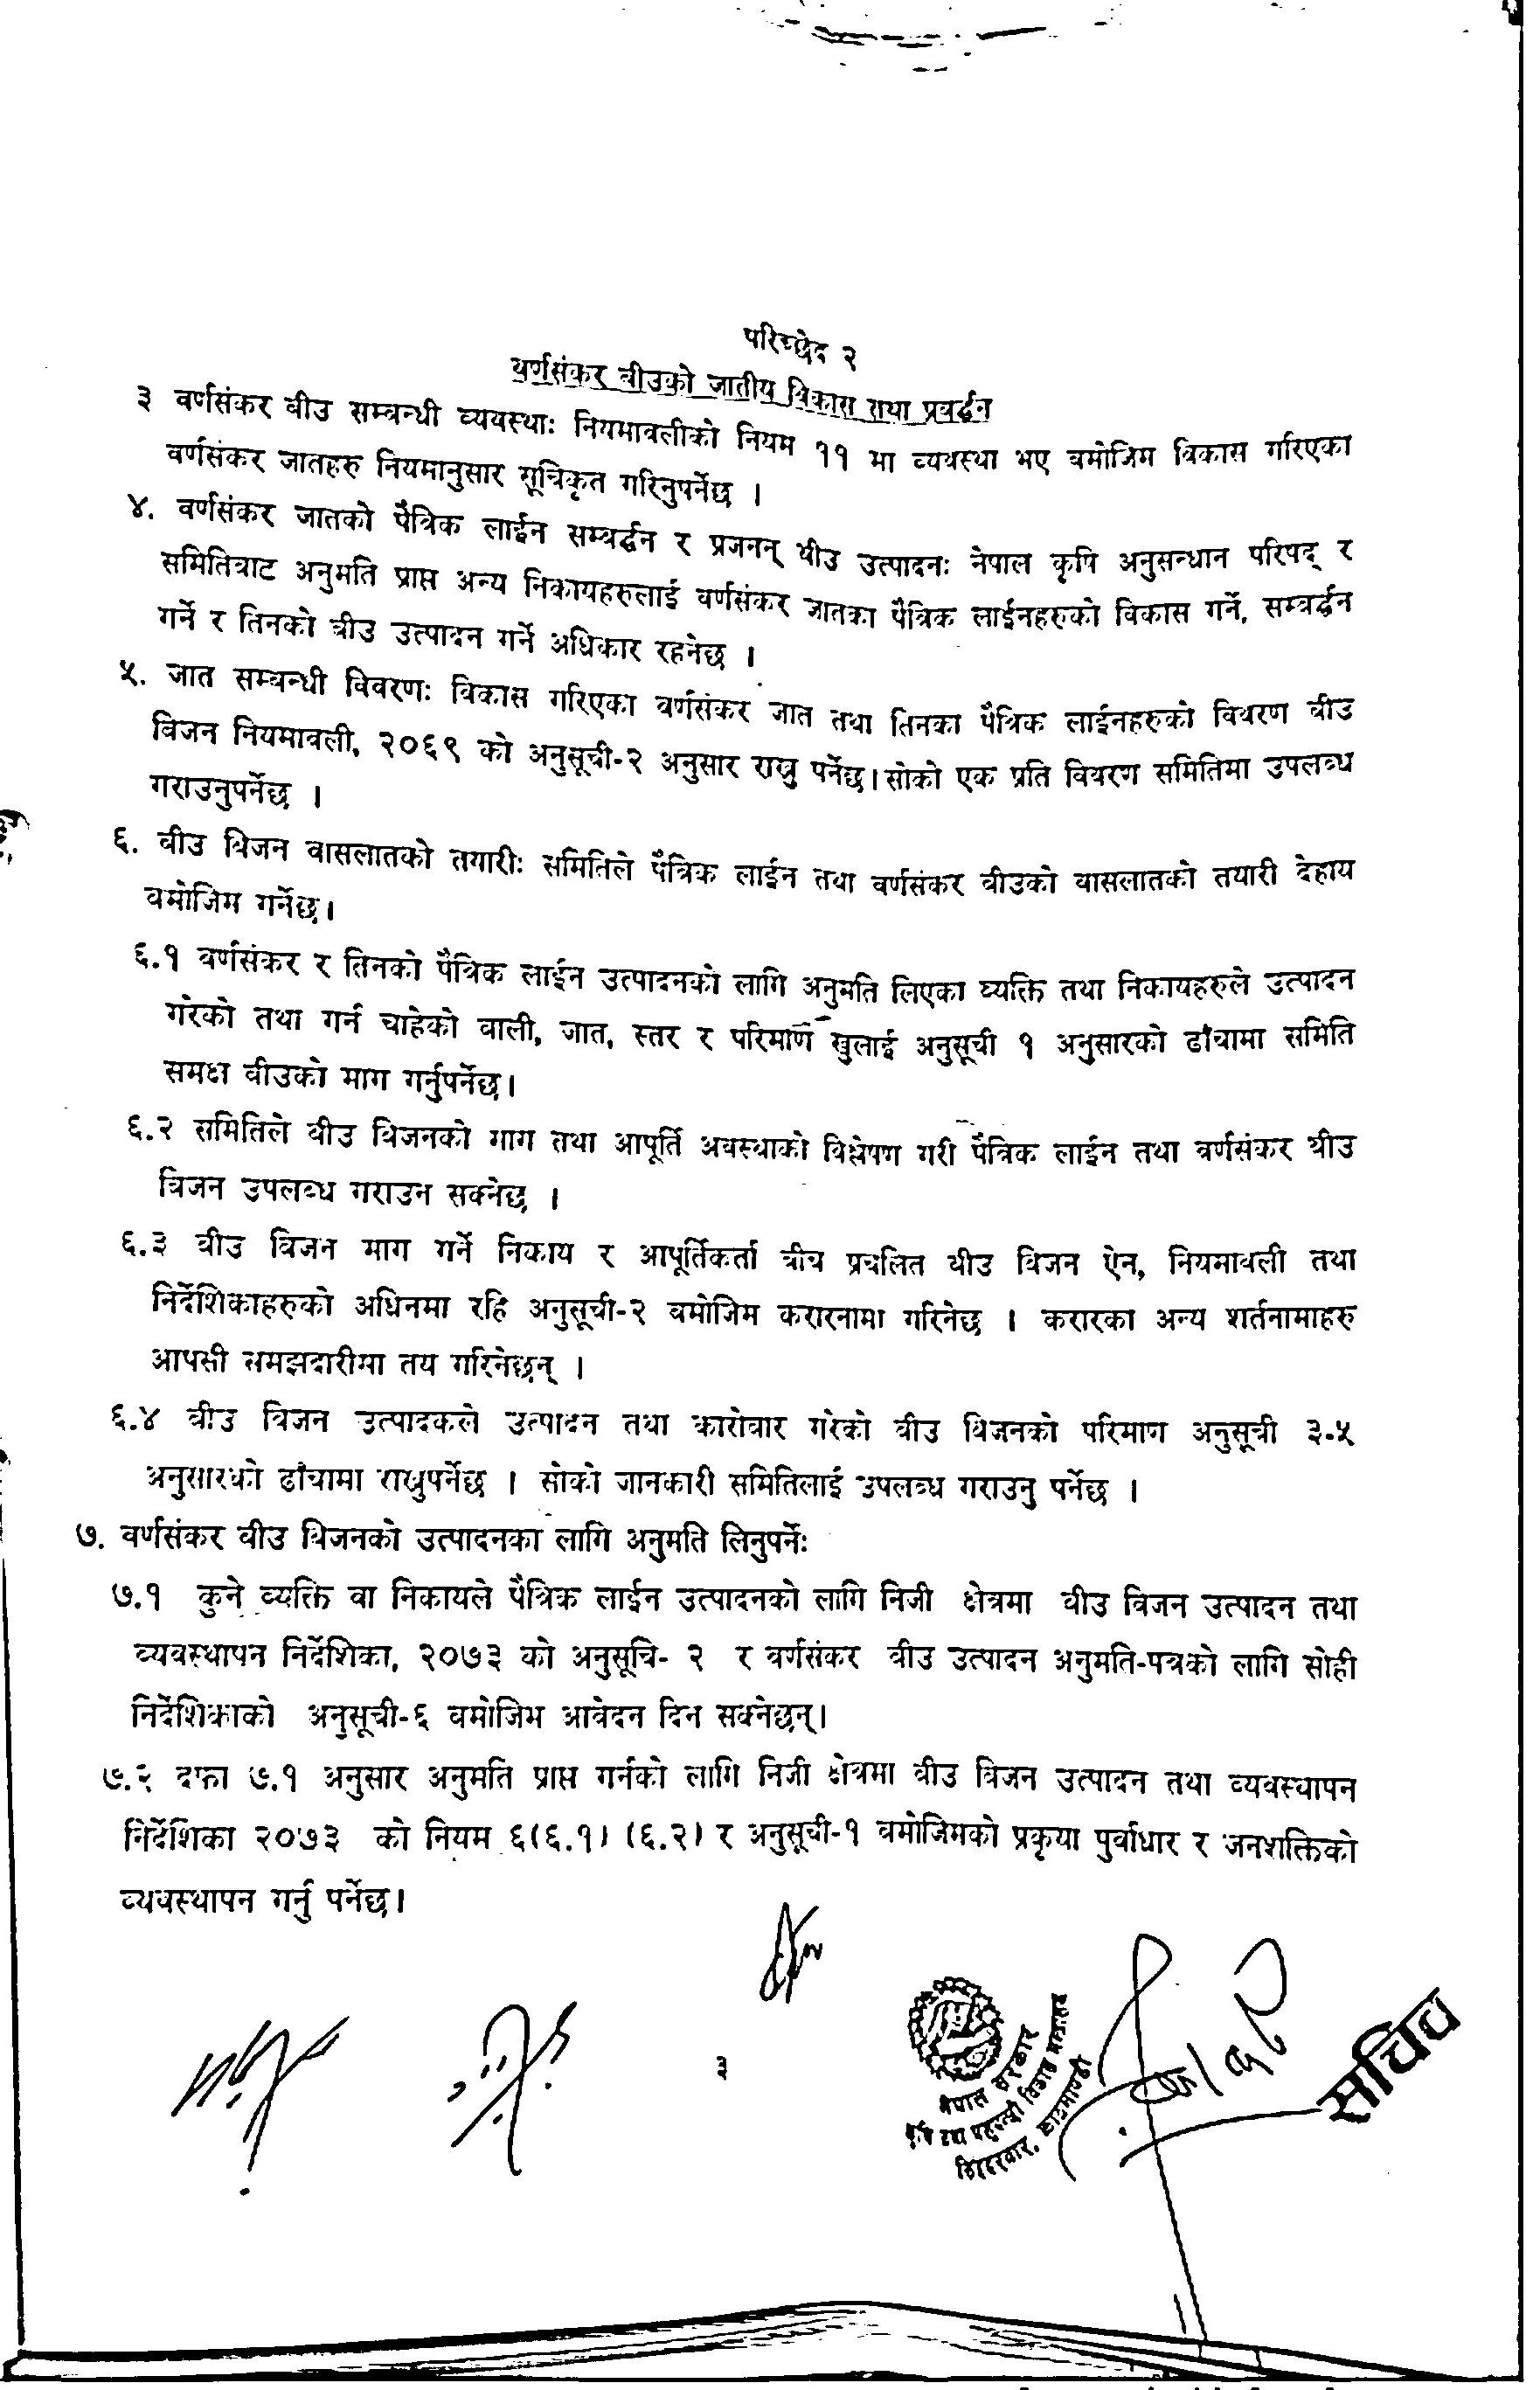 परिच्छेद २
वर्णसंकर बीउको जातीय विकास तथा प्रवर्द्धन
३ वर्णसंकर बीउ सम्बन्धी व्यवस्थाः नियमावलीको नियम ११ मा व्यवस्था भए बमोजिम विकास गरिएका
वर्णसंकर जातहरु नियमानुसार सूचिकृत गरिनुपर्नेछ ।
४. वर्णसंकर जातको पैत्रिक लाईन सम्वर्द्धन र प्रजनन् बीउ उत्पादनः नेपाल कृषि अनुसन्धान परिषद् र
समितिबाट अनुमति प्राप्त अन्य निकायहरुलाई वर्णसंकर जातका पैत्रिक लाईनहरुको विकास गर्ने, सम्वर्द्धन
गर्ने र तिनको बीउ उत्पादन गर्ने अधिकार रहनेछ ।
५. जात सम्बन्धी विवरणः विकास गरिएका वर्णसंकर जात तथा तिनका पैत्रिक लाईनहरुको विवरण बीउ
बिजन नियमावली, २०६९ को अनुसूची-२ अनुसार राख्नु पर्नेछ। सोको एक प्रति विवरण समितिमा उपलब्ध
गराउनुपर्नेछ ।
६. बीउ बिजन वासलातको तयारीः समितिले पैत्रिक लाईन तथा वर्णसंकर बीउको वासलातको तयारी देहाय
बमोजिम गर्नेछ।
६.१ वर्णसंकर र तिनको पैत्रिक लाईन उत्पादनको लागि अनुमति लिएका व्यक्ति तथा निकायहरुले उत्पादन
गरेको तथा गर्न चाहेको बाली, जात, स्तर र परिमाण खुलाई अनुसूची १ अनुसारको ढाँचामा समिति
समक्ष बीउको माग गर्नुपर्नेछ।
६.२ समितिले बीउ बिजनको माग तथा आपूर्ति अवस्थाको विश्लेषण गरी पैत्रिक लाईन तथा वर्णसंकर बीउ
बिजन उपलब्ध गराउन सक्नेछ ।
६.३ बीउ बिजन माग गर्ने निकाय र आपूर्तिकर्ता बीच प्रचलित बीउ बिजन ऐन, नियमावली तथा
निर्देशिकाहरुको अधिनमा रहि अनुसूची-२ बमोजिम करारनामा गरिनेछ । करारका अन्य शर्तनामाहरु
आपसी समझदारीमा तय गरिनेछन् ।
६.४ बीउ बिजन उत्पादकले उत्पादन तथा कारोबार गरेको बीउ बिजनको परिमाण अनुसूची ३-५
अनुसारको ढाँचामा राख्नुपर्नेछ । सोको जानकारी समितिलाई उपलब्ध गराउनु पर्नेछ ।
७. वर्णसंकर बीउ बिजनको उत्पादनका लागि अनुमति लिनुपर्नेः
७.१ कुने व्यक्ति वा निकायले पैत्रिक लाईन उत्पादनको लागि निजी क्षेत्रमा बीउ बिजन उत्पादन तथा
व्यवस्थापन निर्देशिका, २०७३ को अनुसूचि- २ र वर्णसंकर बीउ उत्पादन अनुमति-पत्रको लागि सोही
निर्देशिकाको अनुसूची-६ बमोजिम आवेदन दिन सक्नेछन्।
७.२ दफा ७.१ अनुसार अनुमति प्राप्त गर्नको लागि निजी क्षेत्रमा बीउ बिजन उत्पादन तथा व्यवस्थापन
निर्देशिका २०७३ को नियम ६(६.१) (६.२) र अनुसूची-१ बमोजिमको प्रकृया पुर्वाधार र जनशक्तिको
व्यवस्थापन गर्नु पर्नेछ।
३
नेपाल सरकार
कृषि तथा पशुपन्छी विकास मन्त्रालय
सिंहदरबार, काठमाण्डौ
सचिव